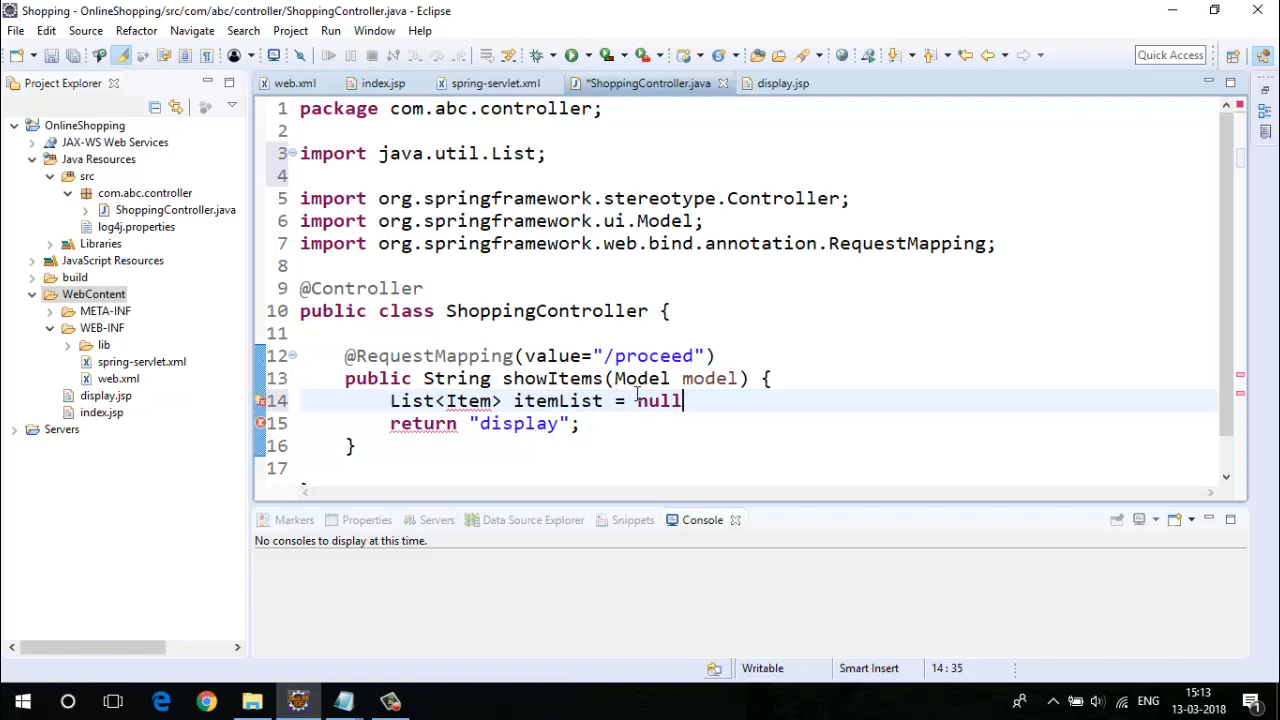 Shopping - OnlineShopping/src/com/abc/controller/ShoppingController.java - Eclipse
File Edit Source Refactor Navigate Search Project Run Window Help
Quick Access
Project Explorer
web.xml index.jsp spring-servlet.xml *ShoppingController.java display.jsp
OnlineShopping
JAX-WS Web Services
Java Resources
src
com.abc.controller
ShoppingController.java
log4j.properties
Libraries
JavaScript Resources
build
WebContent
META-INF
WEB-INF
lib
spring-servlet.xml
web.xml
display.jsp
index.jsp
Servers
1 package com.abc.controller;
2
3 import java.util.List;
4
5 import org.springframework.stereotype.Controller;
6 import org.springframework.ui.Model;
7 import org.springframework.web.bind.annotation.RequestMapping;
8
9 @Controller
10 public class ShoppingController {
11
12 @RequestMapping(value="/proceed")
13 public String showItems(Model model) {
14 List<Item> itemList = null
15 return "display";
16 }
17
Markers Properties Servers Data Source Explorer Snippets Console
No consoles to display at this time.
Writable Smart Insert 14 : 35
ENG
15:13
13-03-2018
1